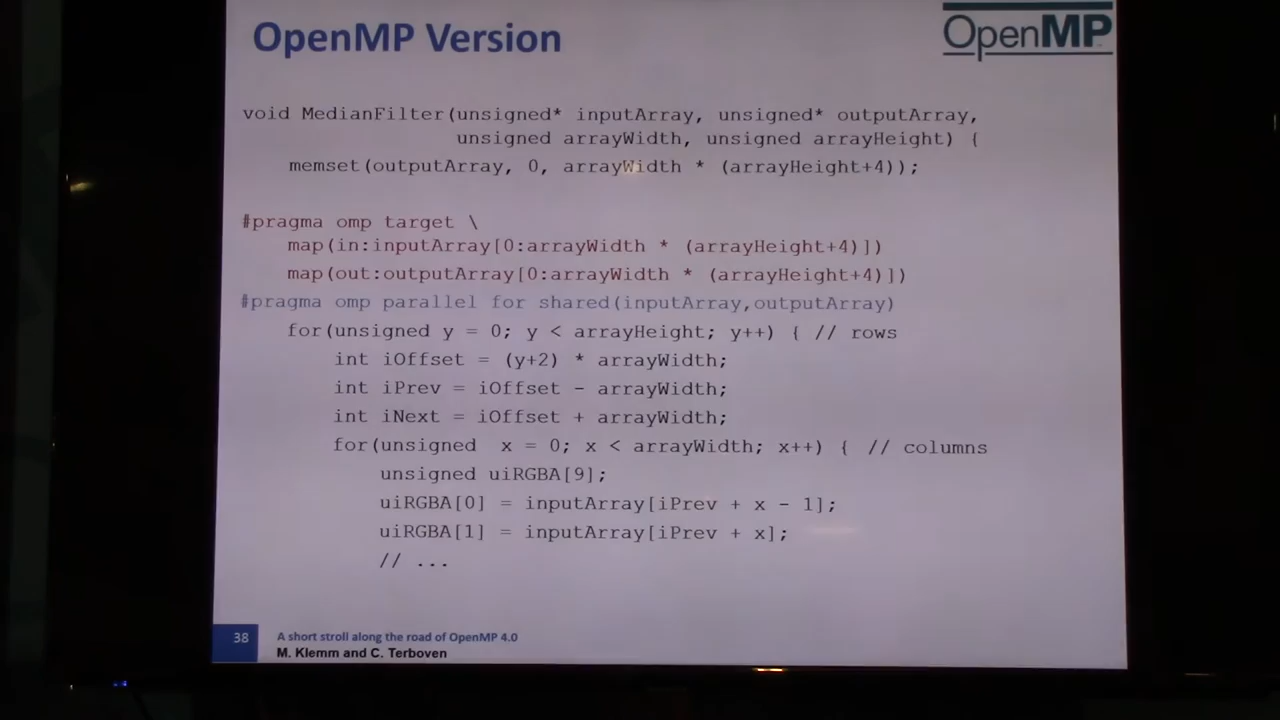 OpenMP Version
OpenMP
void MedianFilter(unsigned* inputArray, unsigned* outputArray,
unsigned arrayWidth, unsigned arrayHeight) {
memset(outputArray, 0, arrayWidth * (arrayHeight+4));
#pragma omp target \
map(in:inputArray[0:arrayWidth * (arrayHeight+4)])
map(out:outputArray[0:arrayWidth * (arrayHeight+4)])
#pragma omp parallel for shared(inputArray,outputArray)
for(unsigned y = 0; y < arrayHeight; y++) { // rows
int iOffset = (y+2) * arrayWidth;
int iPrev = iOffset - arrayWidth;
int iNext = iOffset + arrayWidth;
for(unsigned x = 0; x < arrayWidth; x++) { // columns
unsigned uiRGBA[9];
uiRGBA[0] = inputArray[iPrev + x - 1];
uiRGBA[1] = inputArray[iPrev + x];
// ...
38
A short stroll along the road of OpenMP 4.0
M. Klemm and C. Terboven